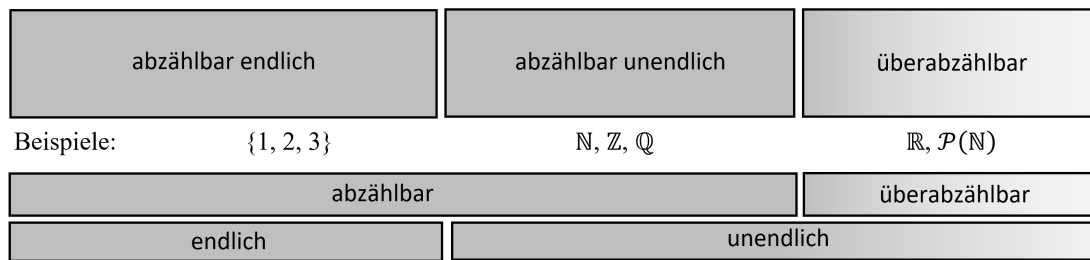 abzählbar endlich abzählbar unendlich überabzählbar
Beispiele: {1, 2, 3} ℕ, ℤ, ℚ ℝ, 𝒫(ℕ)
abzählbar überabzählbar
endlich unendlich